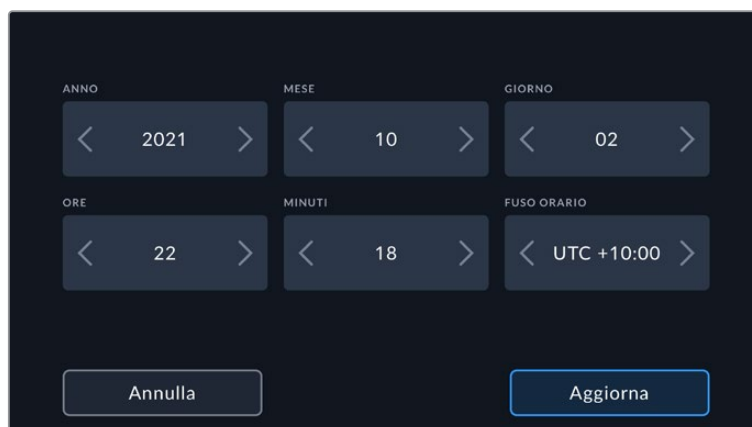 ANNO MESE GIORNO
2021 10 02
ORE MINUTI FUSO ORARIO
22 18 UTC +10:00
Annulla Aggiorna